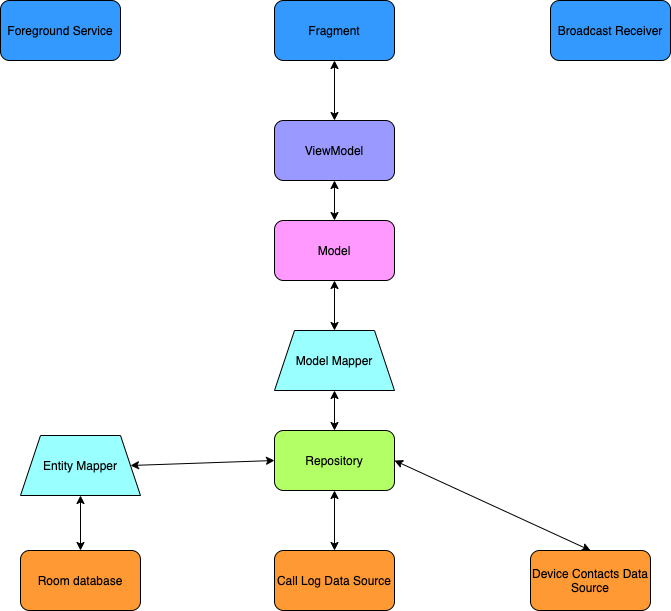 Foreground Service
Fragment
Broadcast Receiver
ViewModel
Model
Model Mapper
Entity Mapper
Repository
Room database
Call Log Data Source
Device Contacts Data
Source